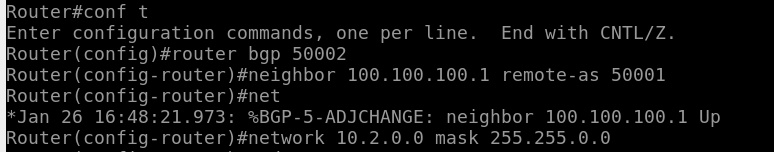 Router#conf t
Enter configuration commands, one per line.  End with CNTL/Z.
Router(config)#router bgp 50002
Router(config-router)#neighbor 100.100.100.1 remote-as 50001
Router(config-router)#net
*Jan 26 16:48:21.973: %BGP-5-ADJCHANGE: neighbor 100.100.100.1 Up
Router(config-router)#network 10.2.0.0 mask 255.255.0.0